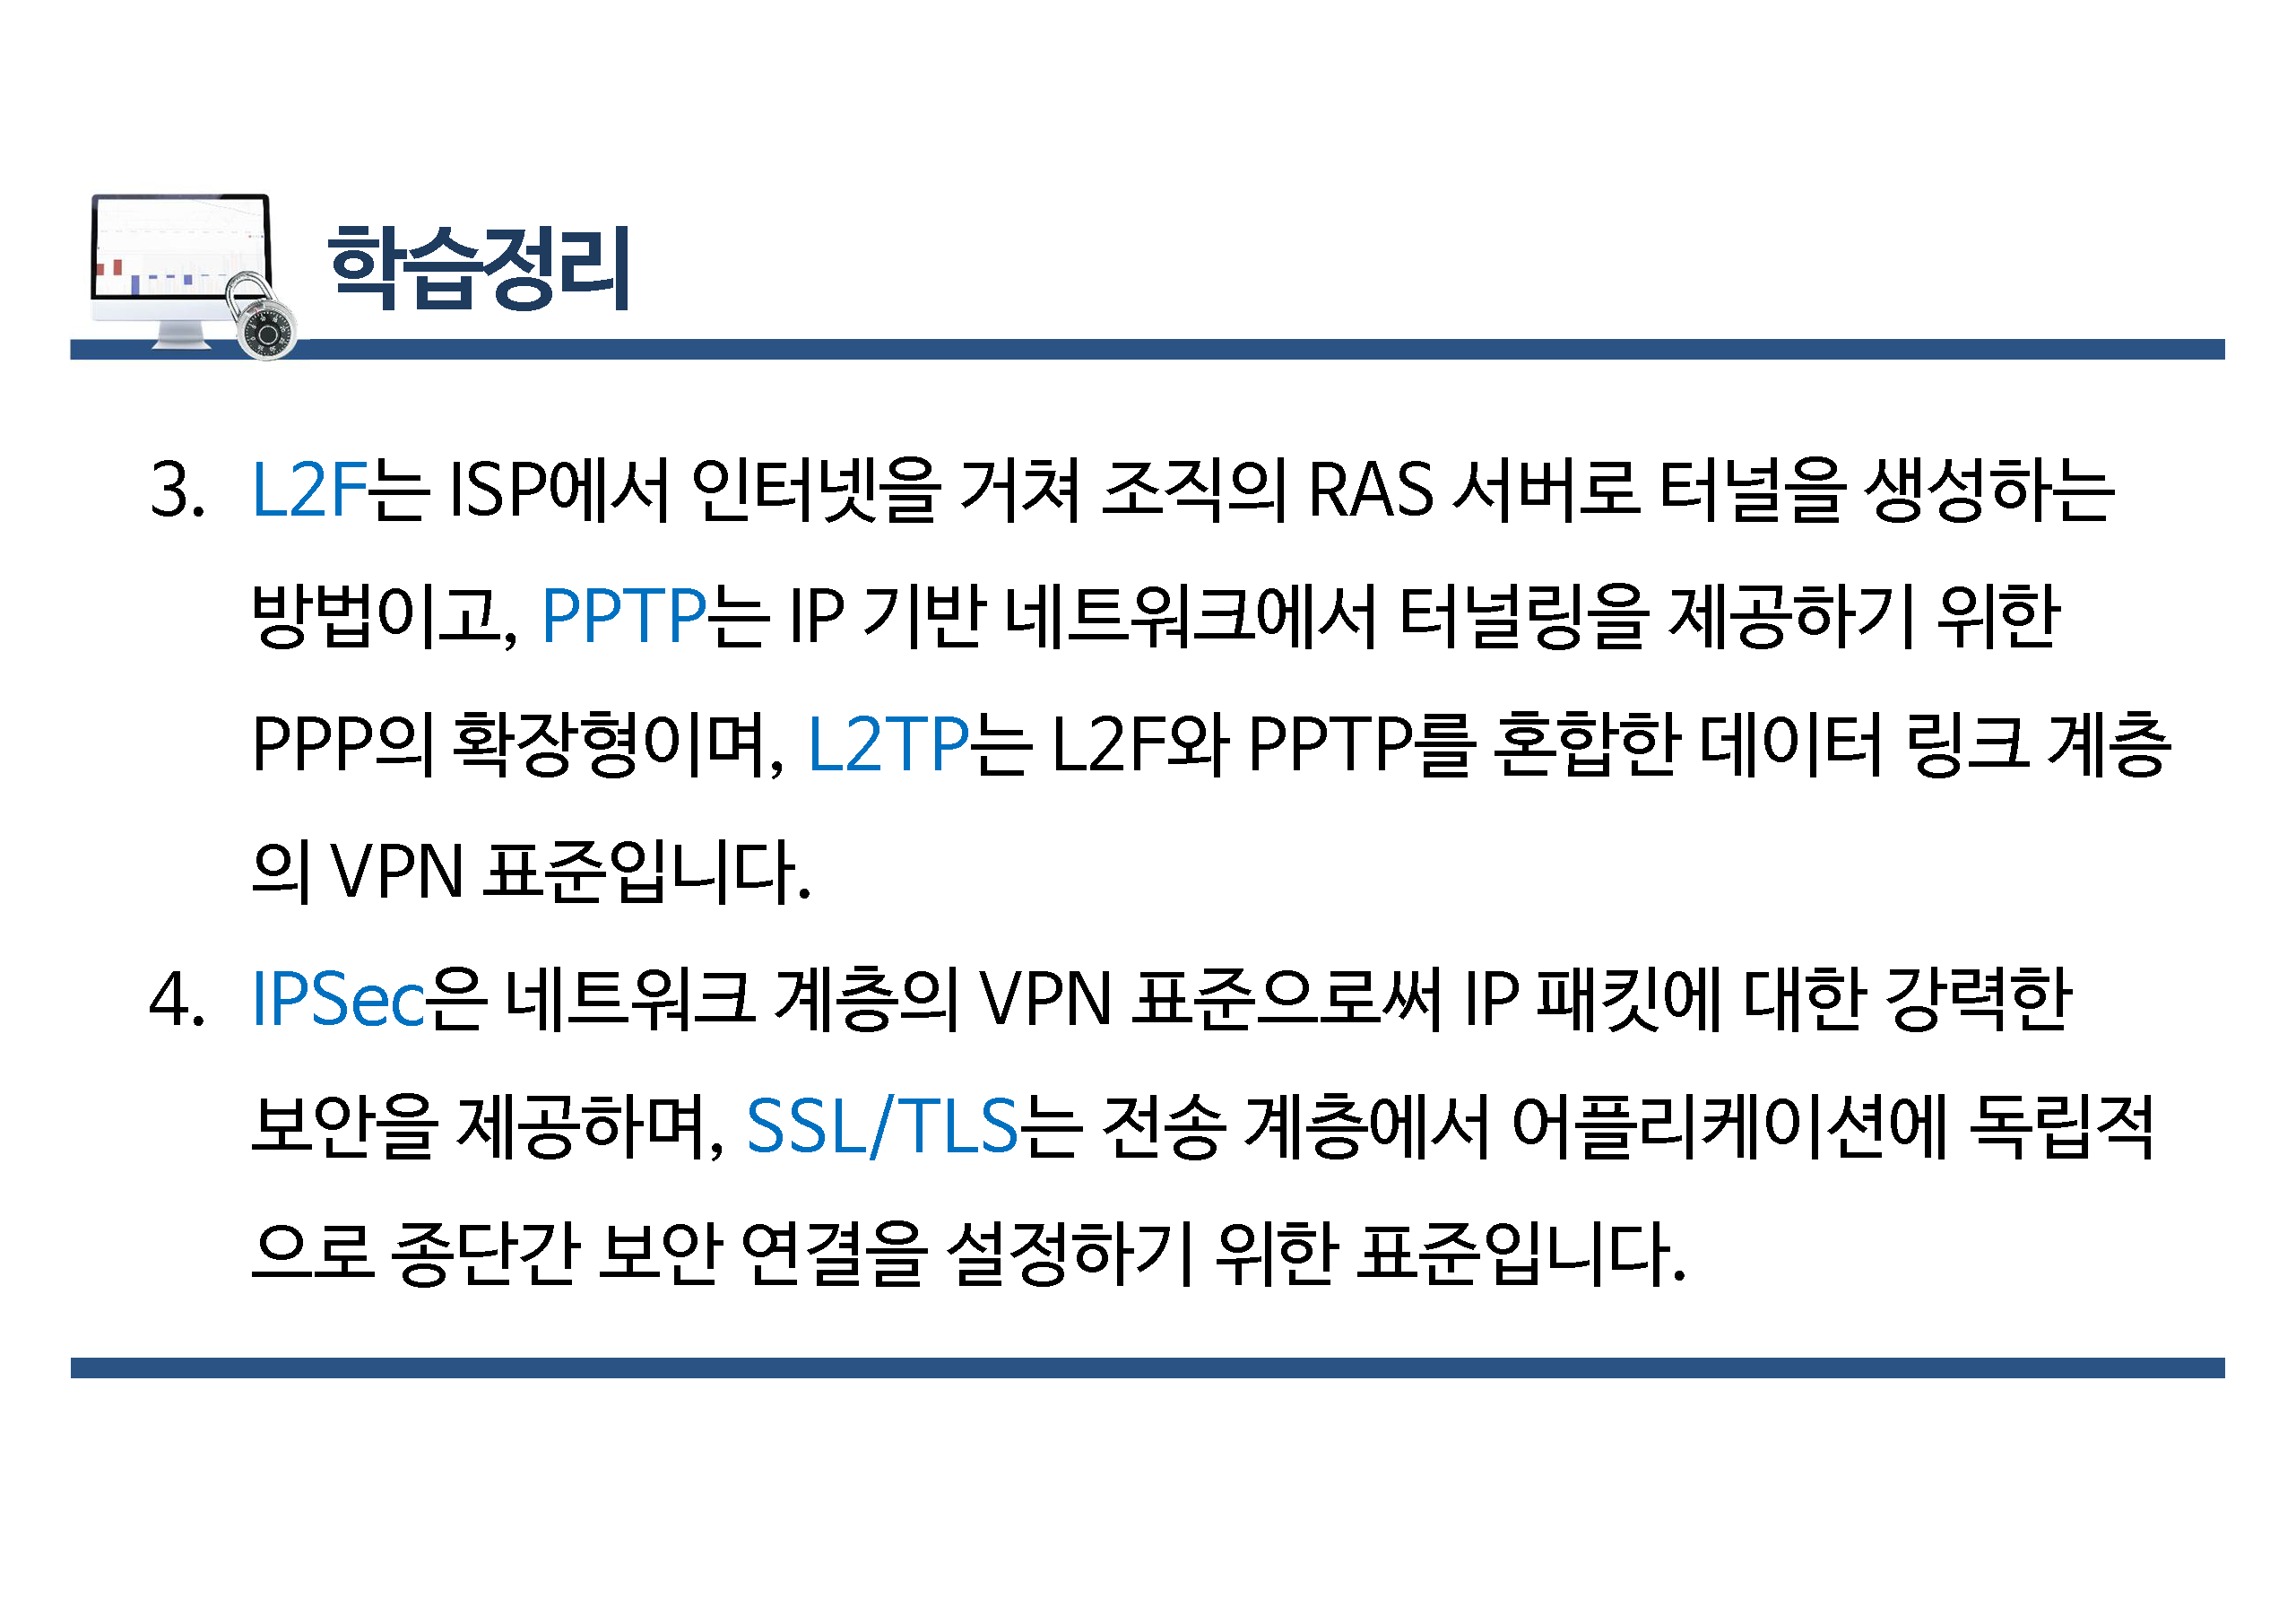 학습정리
3. L2F는 ISP에서 인터넷을 거쳐 조직의 RAS 서버로 터널을 생성하는
방법이고, PPTP는 IP 기반 네트워크에서 터널링을 제공하기 위한
PPP의 확장형이며, L2TP는 L2F와 PPTP를 혼합한 데이터 링크 계층
의 VPN 표준입니다.
4. IPSec은 네트워크 계층의 VPN 표준으로써 IP 패킷에 대한 강력한
보안을 제공하며, SSL/TLS는 전송 계층에서 어플리케이션에 독립적
으로 종단간 보안 연결을 설정하기 위한 표준입니다.